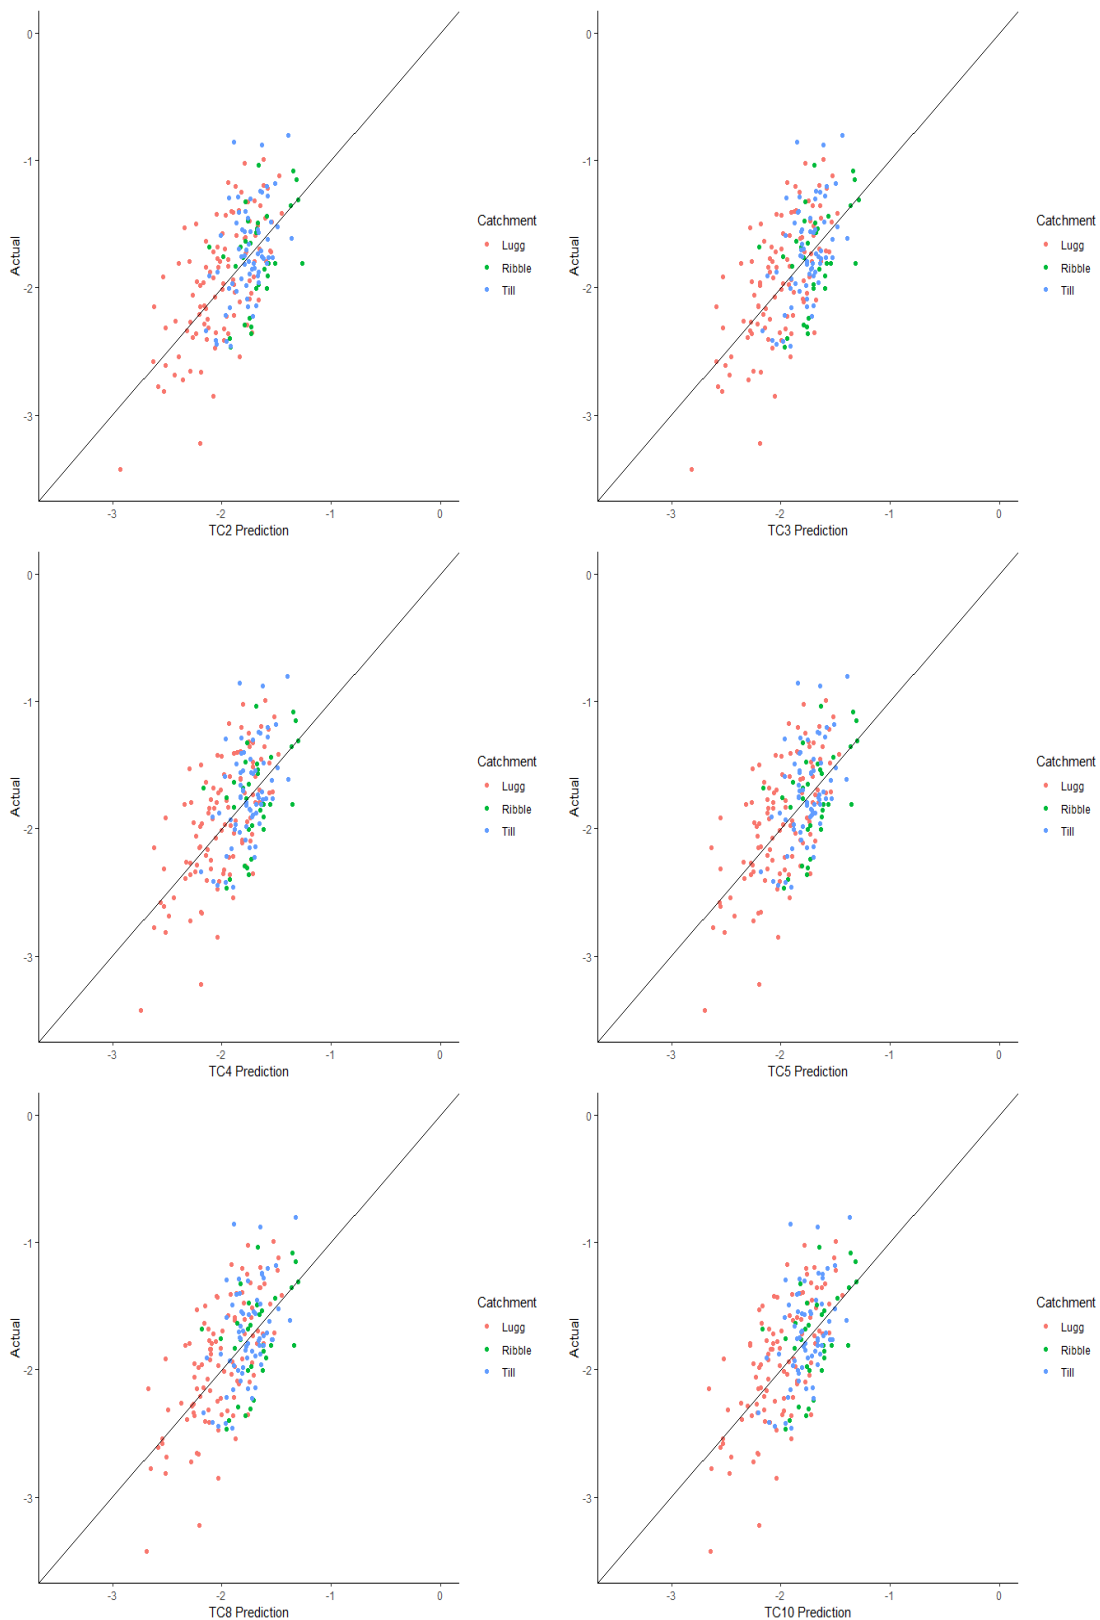 0
-1
-2
-3
Actual
-3
-2
-1
0
TC2 Prediction
Catchment
Lugg
Ribble
Till
0
-1
-2
-3
Actual
-3
-2
-1
0
TC3 Prediction
Catchment
Lugg
Ribble
Till
0
-1
-2
-3
Actual
-3
-2
-1
0
TC4 Prediction
Catchment
Lugg
Ribble
Till
0
-1
-2
-3
Actual
-3
-2
-1
0
TC5 Prediction
Catchment
Lugg
Ribble
Till
0
-1
-2
-3
Actual
-3
-2
-1
0
TC8 Prediction
Catchment
Lugg
Ribble
Till
0
-1
-2
-3
Actual
-3
-2
-1
0
TC10 Prediction
Catchment
Lugg
Ribble
Till